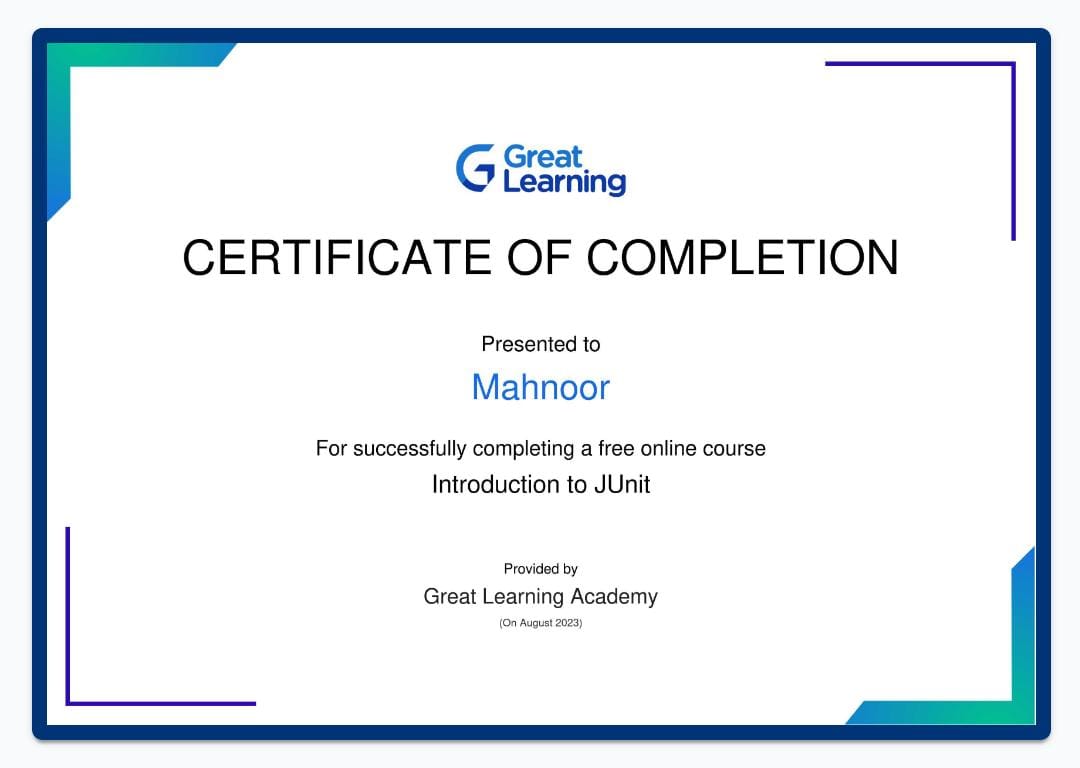 Great
Learning
CERTIFICATE OF COMPLETION
Presented to
Mahnoor
For successfully completing a free online course
Introduction to JUnit
Provided by
Great Learning Academy
(On August 2023)